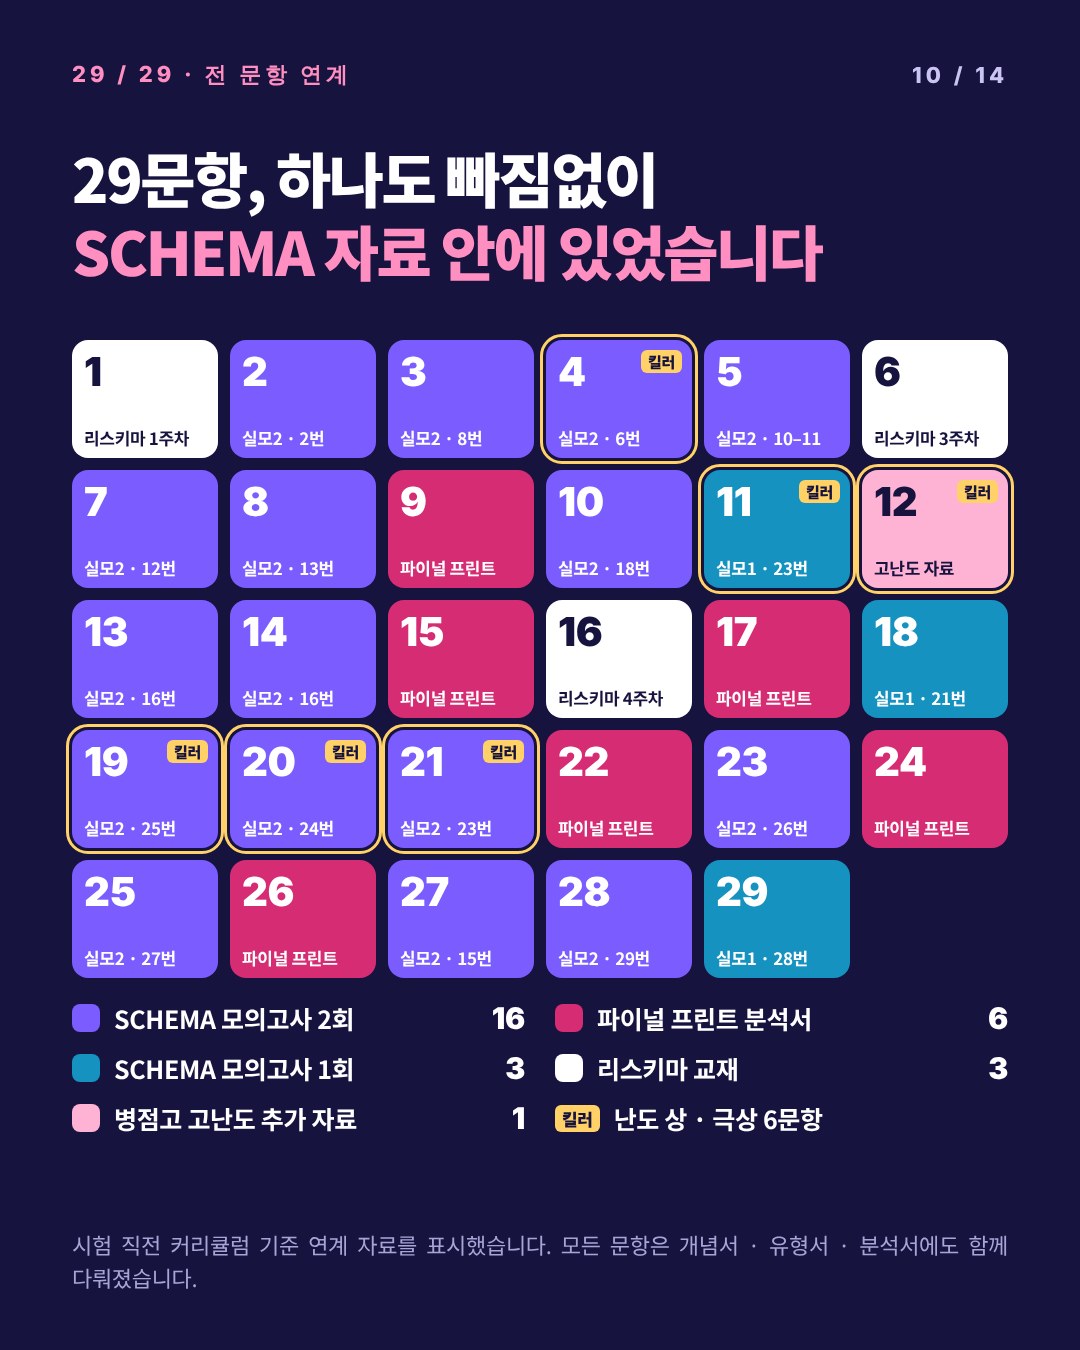 29 / 29 · 전 문항 연계
10 / 14
29문항, 하나도 빠짐없이
SCHEMA 자료 안에 있었습니다
1
리스키마 1주차
2
실모2 · 2번
3
실모2 · 8번
4
킬러
실모2 · 6번
5
실모2 · 10–11
6
리스키마 3주차
7
실모2 · 12번
8
실모2 · 13번
9
파이널 프린트
10
실모2 · 18번
11
킬러
실모1 · 23번
12
킬러
고난도 자료
13
실모2 · 16번
14
실모2 · 16번
15
파이널 프린트
16
리스키마 4주차
17
파이널 프린트
18
실모1 · 21번
19
킬러
실모2 · 25번
20
킬러
실모2 · 24번
21
킬러
실모2 · 23번
22
파이널 프린트
23
실모2 · 26번
24
파이널 프린트
25
실모2 · 27번
26
파이널 프린트
27
실모2 · 15번
28
실모2 · 29번
29
실모1 · 28번
SCHEMA 모의고사 2회 16
파이널 프린트 분석서 6
SCHEMA 모의고사 1회 3
리스키마 교재 3
병점고 고난도 추가 자료 1
킬러 난도 상 · 극상 6문항
시험 직전 커리큘럼 기준 연계 자료를 표시했습니다. 모든 문항은 개념서 · 유형서 · 분석서에도 함께
다뤄졌습니다.